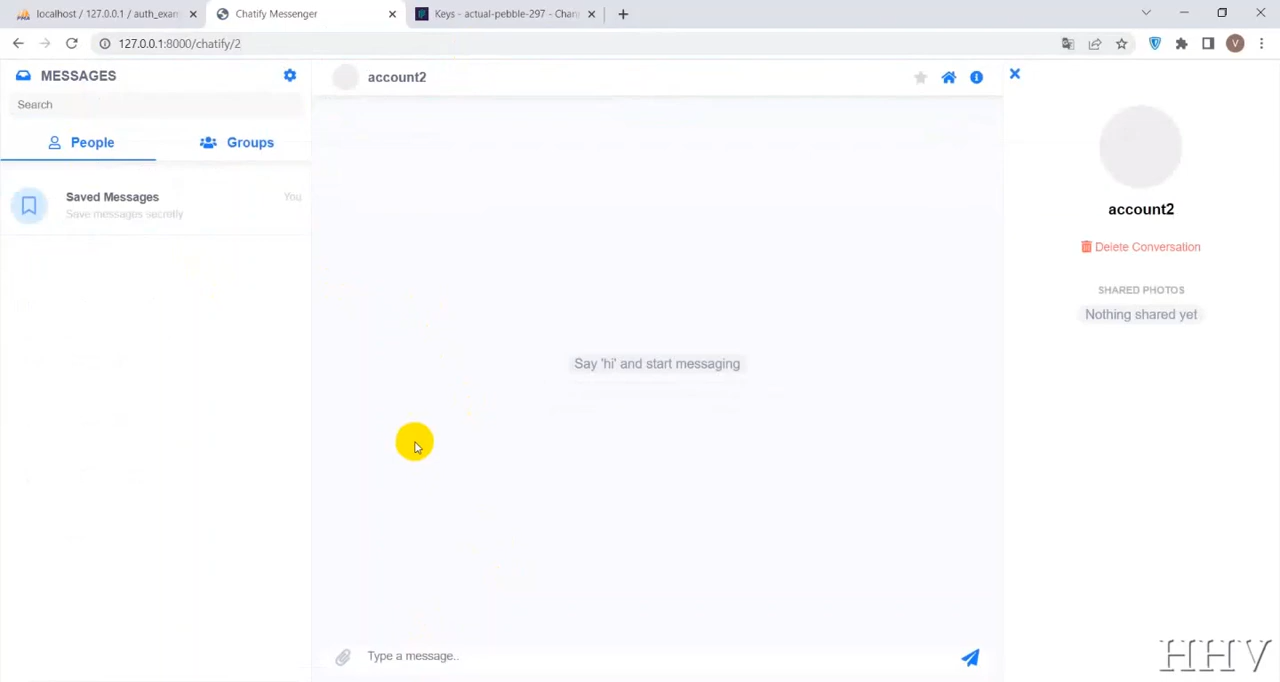 localhost / 127.0.0.1 / auth_exam
Chatify Messenger
Keys - actual-pebble-297 - Chan
127.0.0.1:8000/chatify/2
V
MESSAGES
Search
People
Groups
Saved Messages
You
Save messages secretly
account2
Say 'hi' and start messaging
Type a message..
account2
Delete Conversation
SHARED PHOTOS
Nothing shared yet
HHV